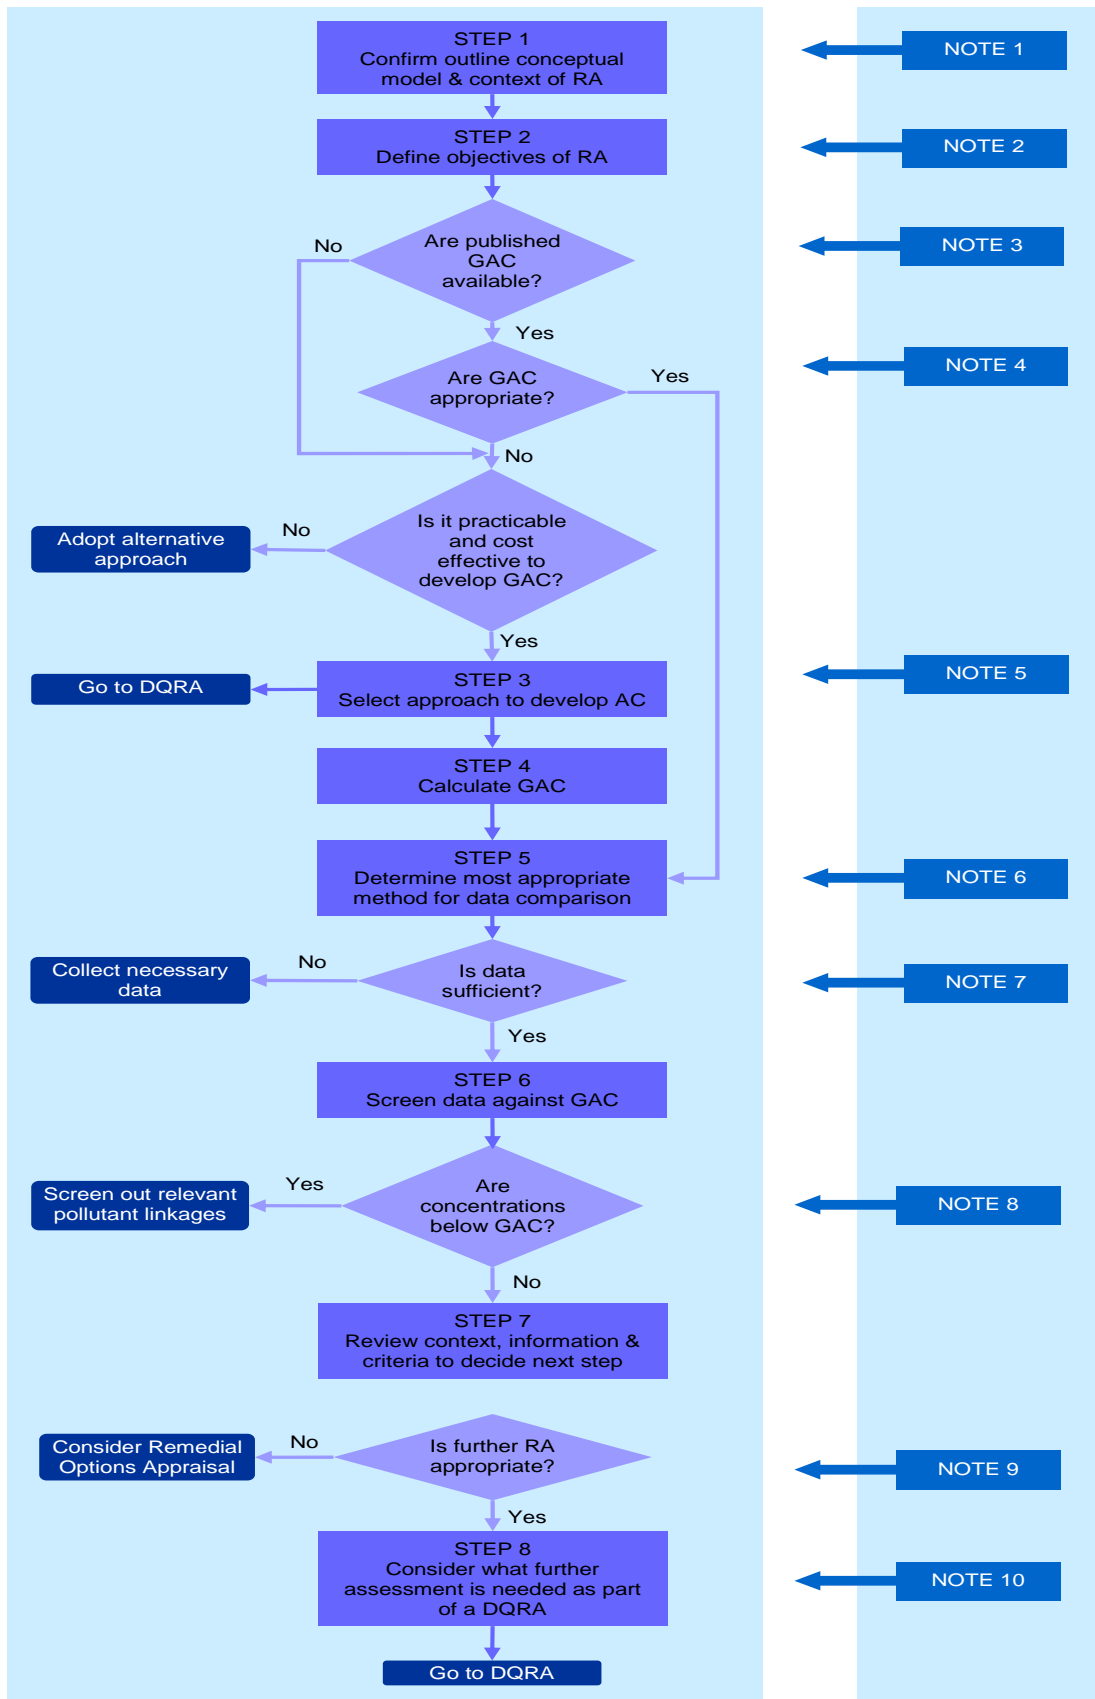 STEP 1
Confirm outline conceptual
model & context of RA
NOTE 1
STEP 2
Define objectives of RA
NOTE 2
Are published
GAC
available?
No
NOTE 3
Yes
Are GAC
appropriate?
Yes
NOTE 4
No
Is it practicable
and cost
effective to
develop GAC?
No
Adopt alternative
approach
Yes
STEP 3
Select approach to develop AC
Go to DQRA
NOTE 5
STEP 4
Calculate GAC
STEP 5
Determine most appropriate
method for data comparison
NOTE 6
Is data
sufficient?
No
Collect necessary
data
NOTE 7
Yes
STEP 6
Screen data against GAC
Are
concentrations
below GAC?
Yes
Screen out relevant
pollutant linkages
NOTE 8
No
STEP 7
Review context, information &
criteria to decide next step
Is further RA
appropriate?
No
Consider Remedial
Options Appraisal
NOTE 9
Yes
STEP 8
Consider what further
assessment is needed as part
of a DQRA
NOTE 10
Go to DQRA